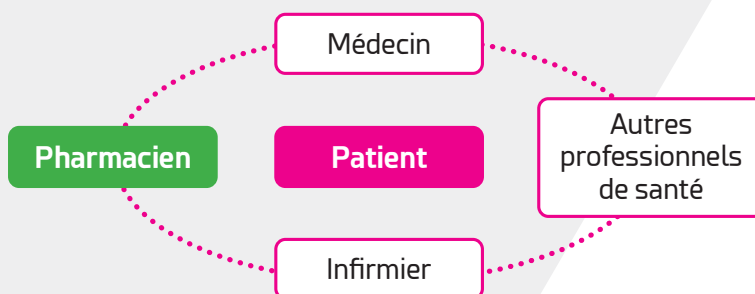 Médecin
Pharmacien
Patient
Autres
professionnels
de santé
Infirmier